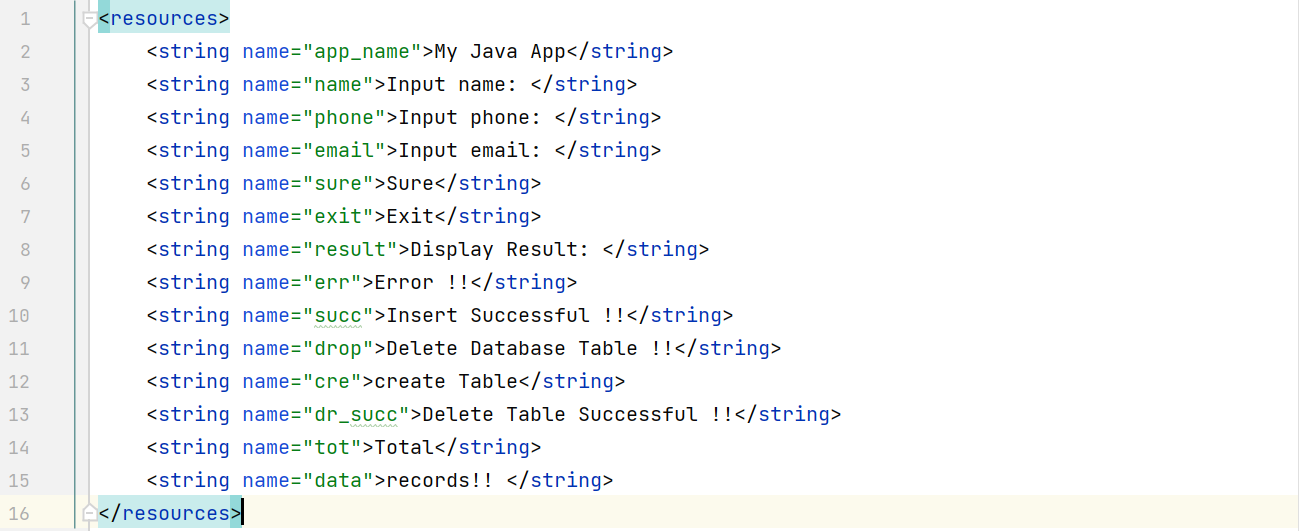 1 <resources>
2 <string name="app_name">My Java App</string>
3 <string name="name">Input name: </string>
4 <string name="phone">Input phone: </string>
5 <string name="email">Input email: </string>
6 <string name="sure">Sure</string>
7 <string name="exit">Exit</string>
8 <string name="result">Display Result: </string>
9 <string name="err">Error !!</string>
10 <string name="succ">Insert Successful !!</string>
11 <string name="drop">Delete Database Table !!</string>
12 <string name="cre">create Table</string>
13 <string name="dr_succ">Delete Table Successful !!</string>
14 <string name="tot">Total</string>
15 <string name="data">records!! </string>
16 </resources>